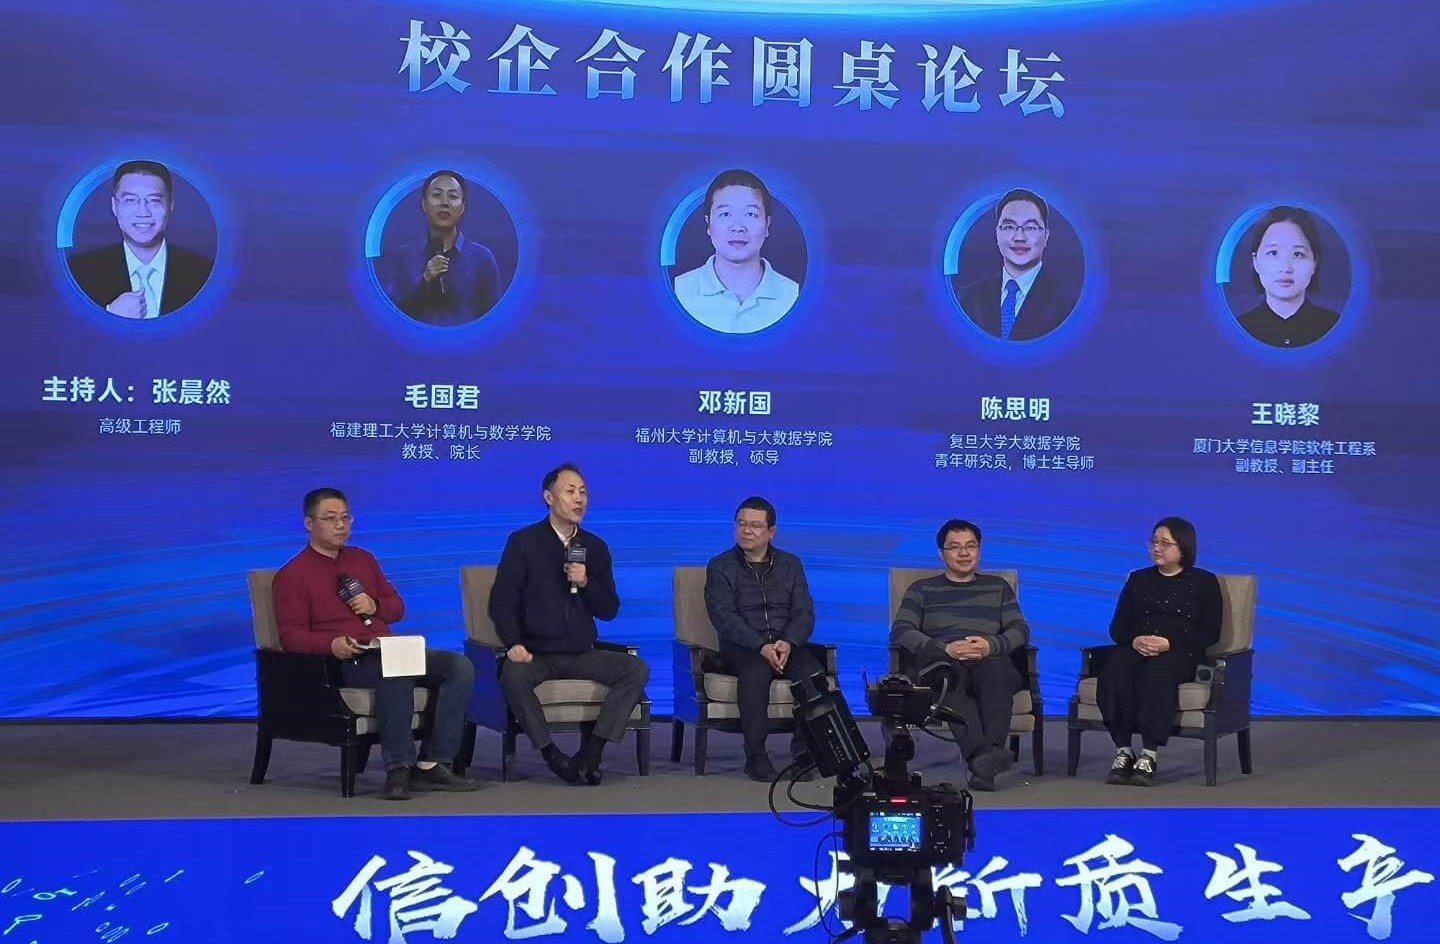 校企合作圆桌论坛
主持人：张晨然
高级工程师
毛国君
福建理工大学计算机与数学学院
教授、院长
邓新国
福州大学计算机与大数据学院
副教授，硕导
陈思明
复旦大学大数据学院
青年研究员，博士生导师
王晓黎
厦门大学信息学院软件工程系
副教授、副主任
信创助力新质生产